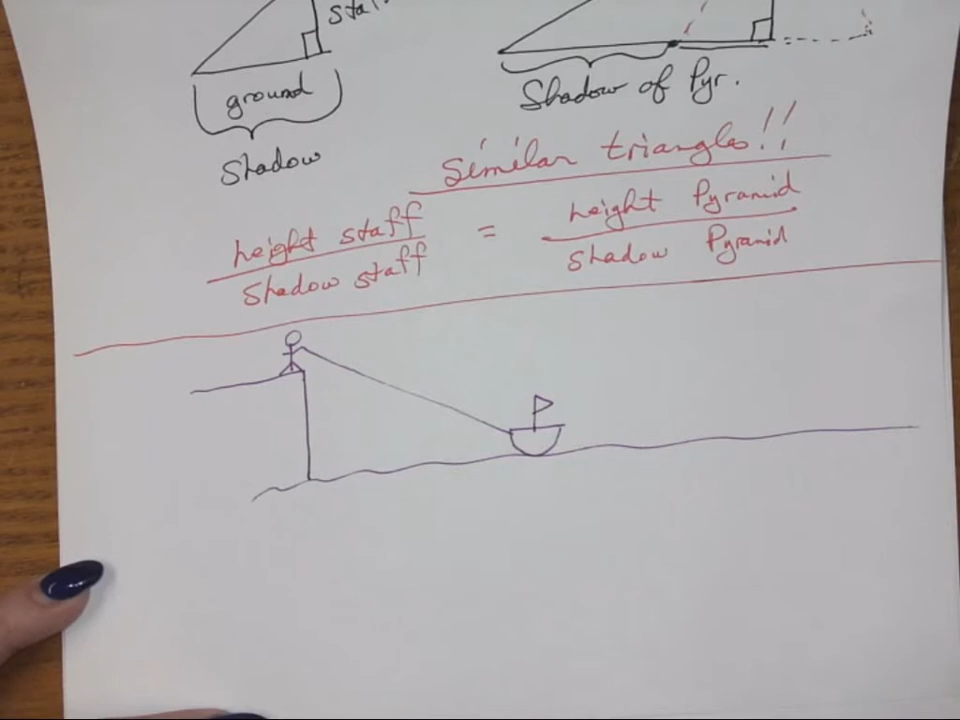 ground
Shadow
Shadow of Pyr.
Similar triangles!!
height staff
shadow staff
=
height Pyramid
shadow Pyramid